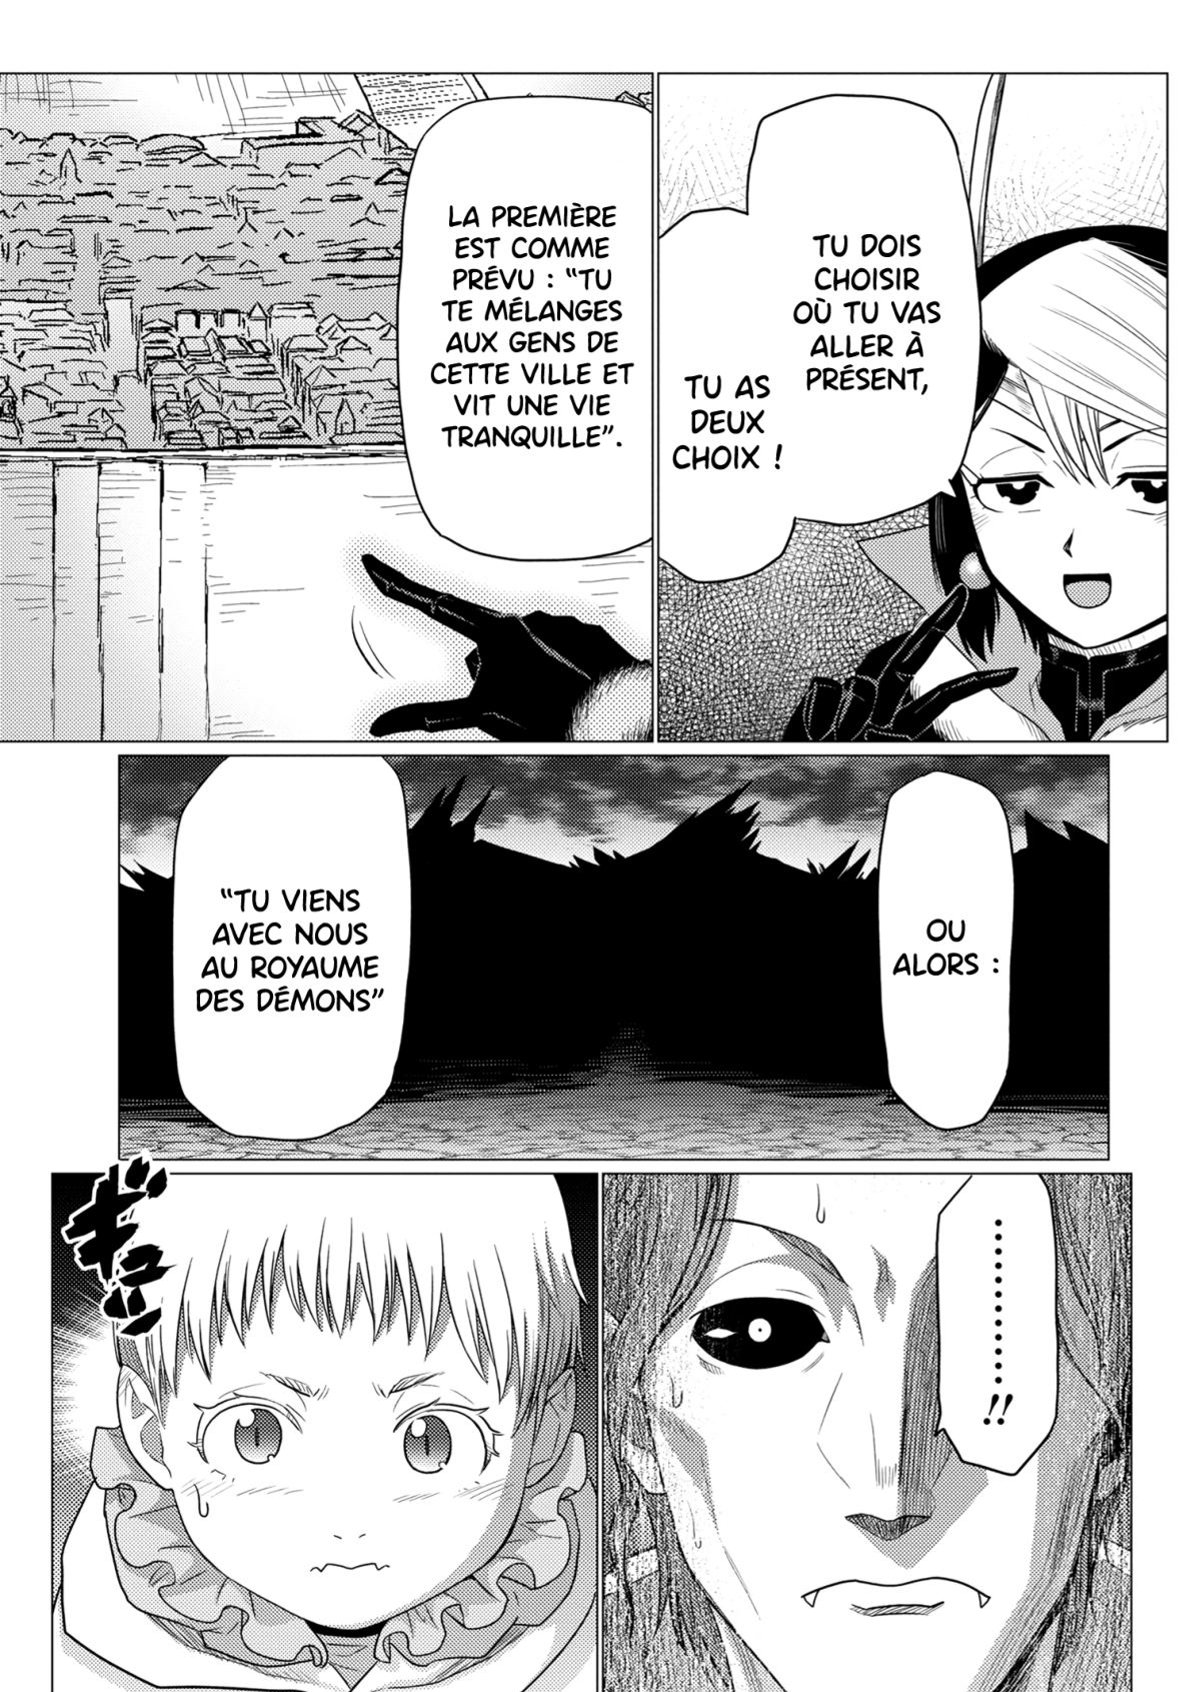 TU DOIS
CHOISIR
OÙ TU VAS
ALLER À
PRÉSENT,
TU AS
DEUX
CHOIX !
LA PREMIÈRE
EST COMME
PRÉVU : “TU
TE MÉLANGES
AUX GENS DE
CETTE VILLE ET
VIT UNE VIE
TRANQUILLE”.
OU
ALORS :
“TU VIENS
AVEC NOUS
AU ROYAUME
DES DÉMONS”
.........!!
ギュ